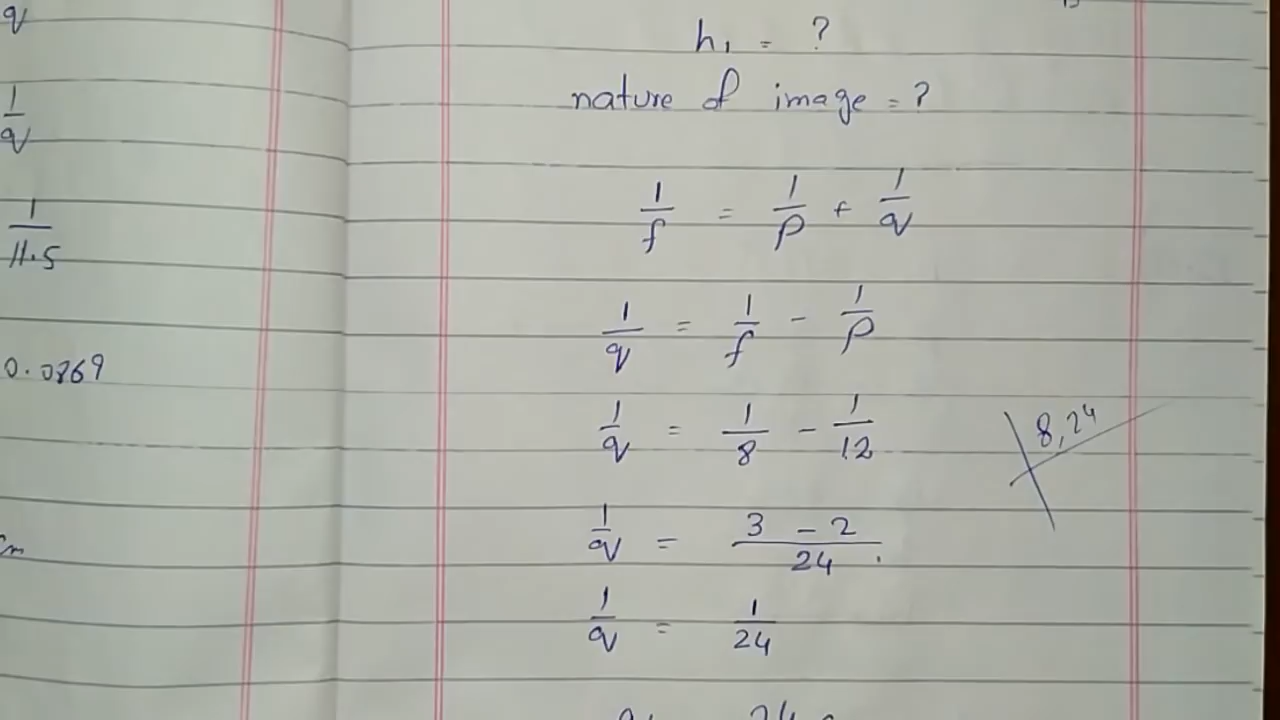 q
1/q
1/11.5
0.0869
cm
h₁ = ?
nature of image = ?
1/f = 1/p + 1/q
1/q = 1/f - 1/p
1/q = 1/8 - 1/12
8,24
1/q = 3 - 2/24
1/q = 1/24